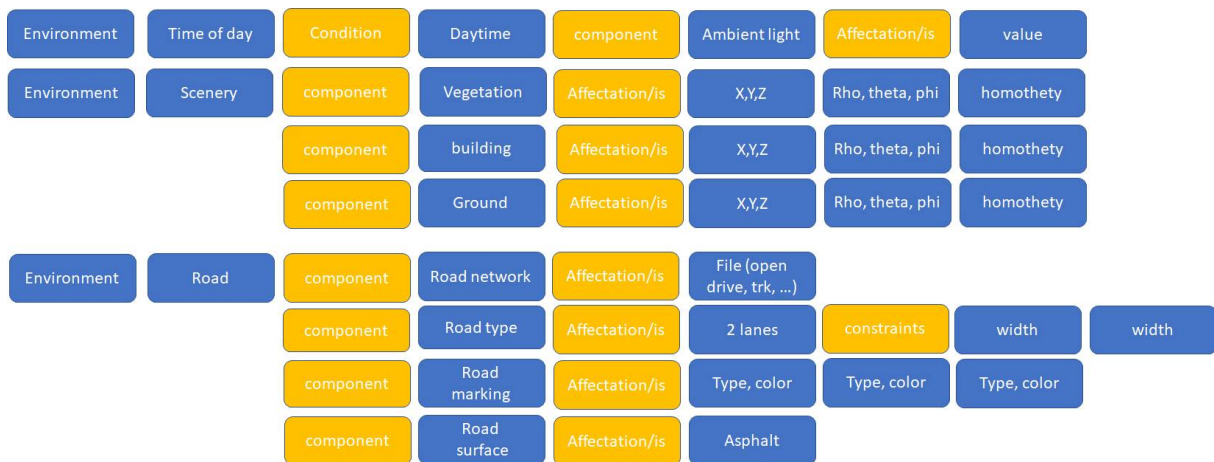 Environment Time of day Condition Daytime component Ambient light Affectation/is value
Environment Scenery component Vegetation Affectation/is X,Y,Z Rho, theta, phi homothety
component building Affectation/is X,Y,Z Rho, theta, phi homothety
component Ground Affectation/is X,Y,Z Rho, theta, phi homothety
Environment Road component Road network Affectation/is File (open
drive, trk, ...)
component Road type Affectation/is 2 lanes constraints width width
component Road
marking Affectation/is Type, color Type, color Type, color
component Road
surface Affectation/is Asphalt